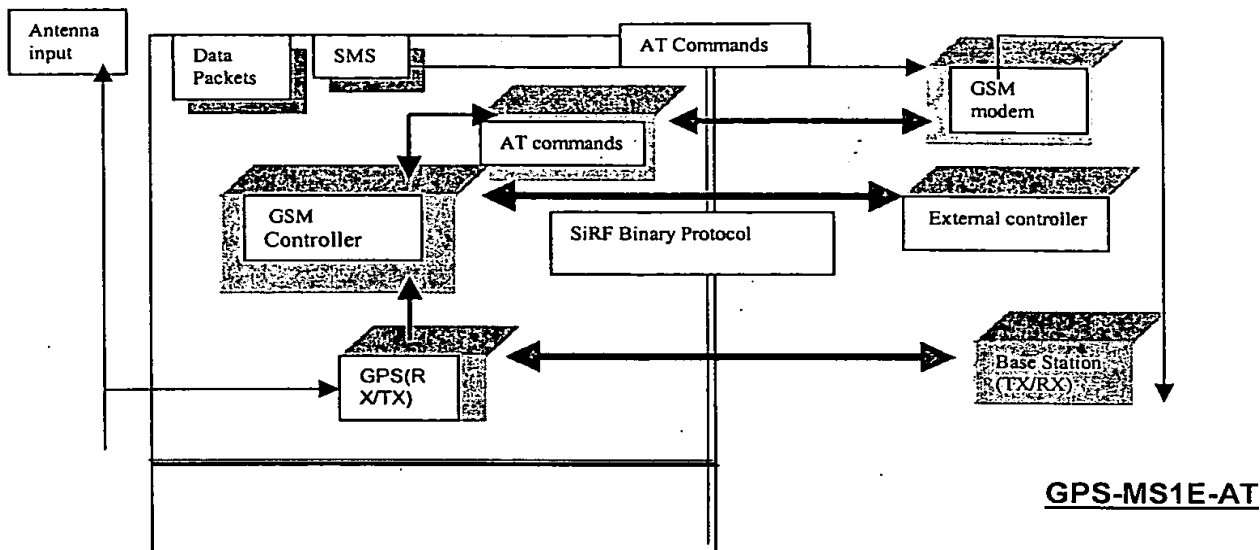 Antenna
input
Data
Packets
SMS
AT Commands
GSM
modem
AT commands
GSM
Controller
SiRF Binary Protocol
External controller
GPS(R
X/TX)
Base Station
(TX/RX)
GPS-MS1E-AT